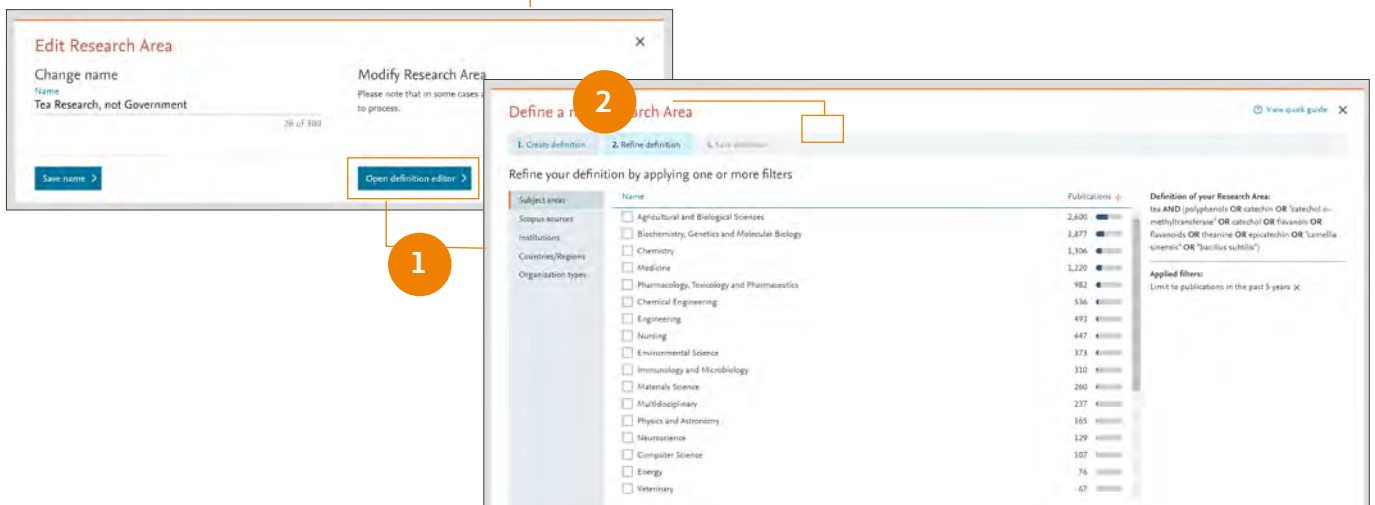 Edit Research Area
×
Change name
Name
Tea Research, not Government
28 of 300
Save name >
Modify Research Area
Please note that in some cases
to process.
Open definition editor >
1
2
Define a n arch Area
View quick guide ×
1. Create definition
2. Refine definition
3. Save definition
Refine your definition by applying one or more filters
Subject areas
Scopus sources
Institutions
Countries/Regions
Organization types
Name Publications
Agricultural and Biological Sciences 2,600
Biochemistry, Genetics and Molecular Biology 1,877
Chemistry 1,306
Medicine 1,220
Pharmacology, Toxicology and Pharmaceutics 982
Chemical Engineering 536
Engineering 493
Nursing 447
Environmental Science 373
Immunology and Microbiology 310
Materials Science 260
Multidisciplinary 237
Physics and Astronomy 165
Neuroscience 129
Computer Science 107
Energy 76
Veterinary 67
Definition of your Research Area:
tea AND (polyphenols OR catechin OR "catechol o-
methyltransferase" OR catechol OR flavanols OR
flavanoids OR theanine OR epicatechin OR "camellia
sinensis" OR "bacillus subtilis")
Applied filters:
Limit to publications in the past 5 years ×